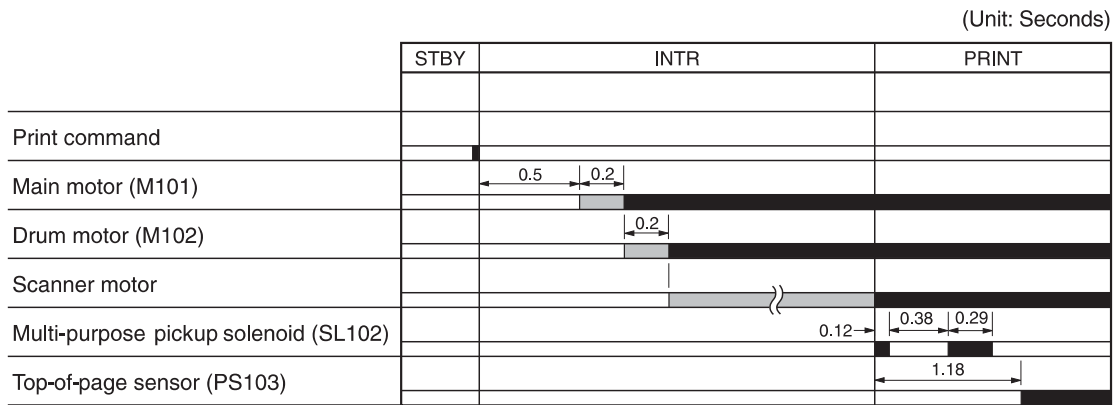 (Unit: Seconds)
STBY INTR PRINT
Print command
0.5 0.2
Main motor (M101)
0.2
Drum motor (M102)
Scanner motor
0.12 0.38 0.29
Multi-purpose pickup solenoid (SL102)
1.18
Top-of-page sensor (PS103)